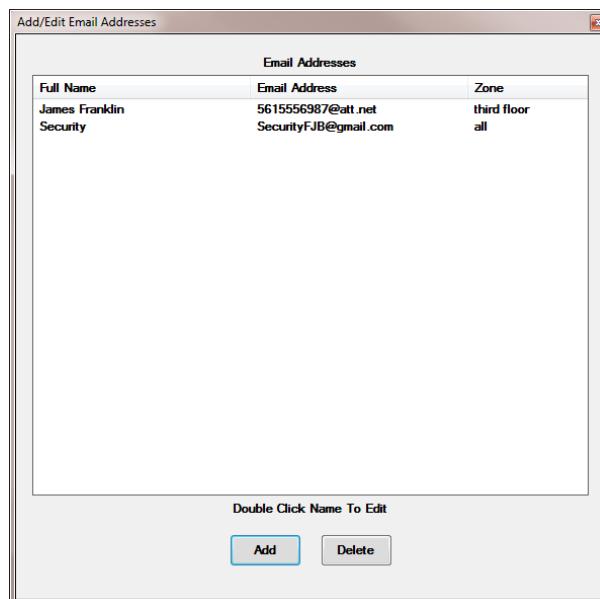 Add/Edit Email Addresses
Email Addresses
Full Name Email Address Zone
James Franklin 5615556987@att.net third floor
Security SecurityFJB@gmail.com all
Double Click Name To Edit
Add Delete